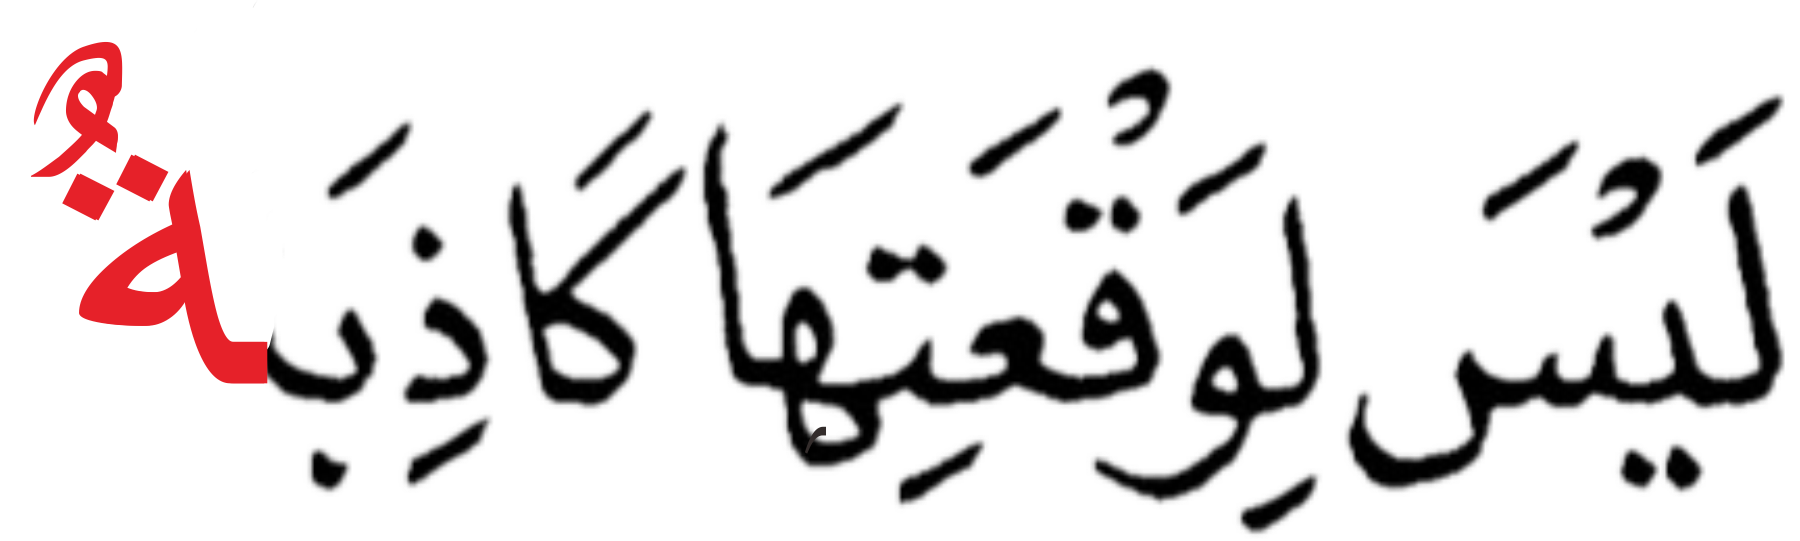 لَيْسَ لِوَقْعَتِهَا كَاذِبَةٌ